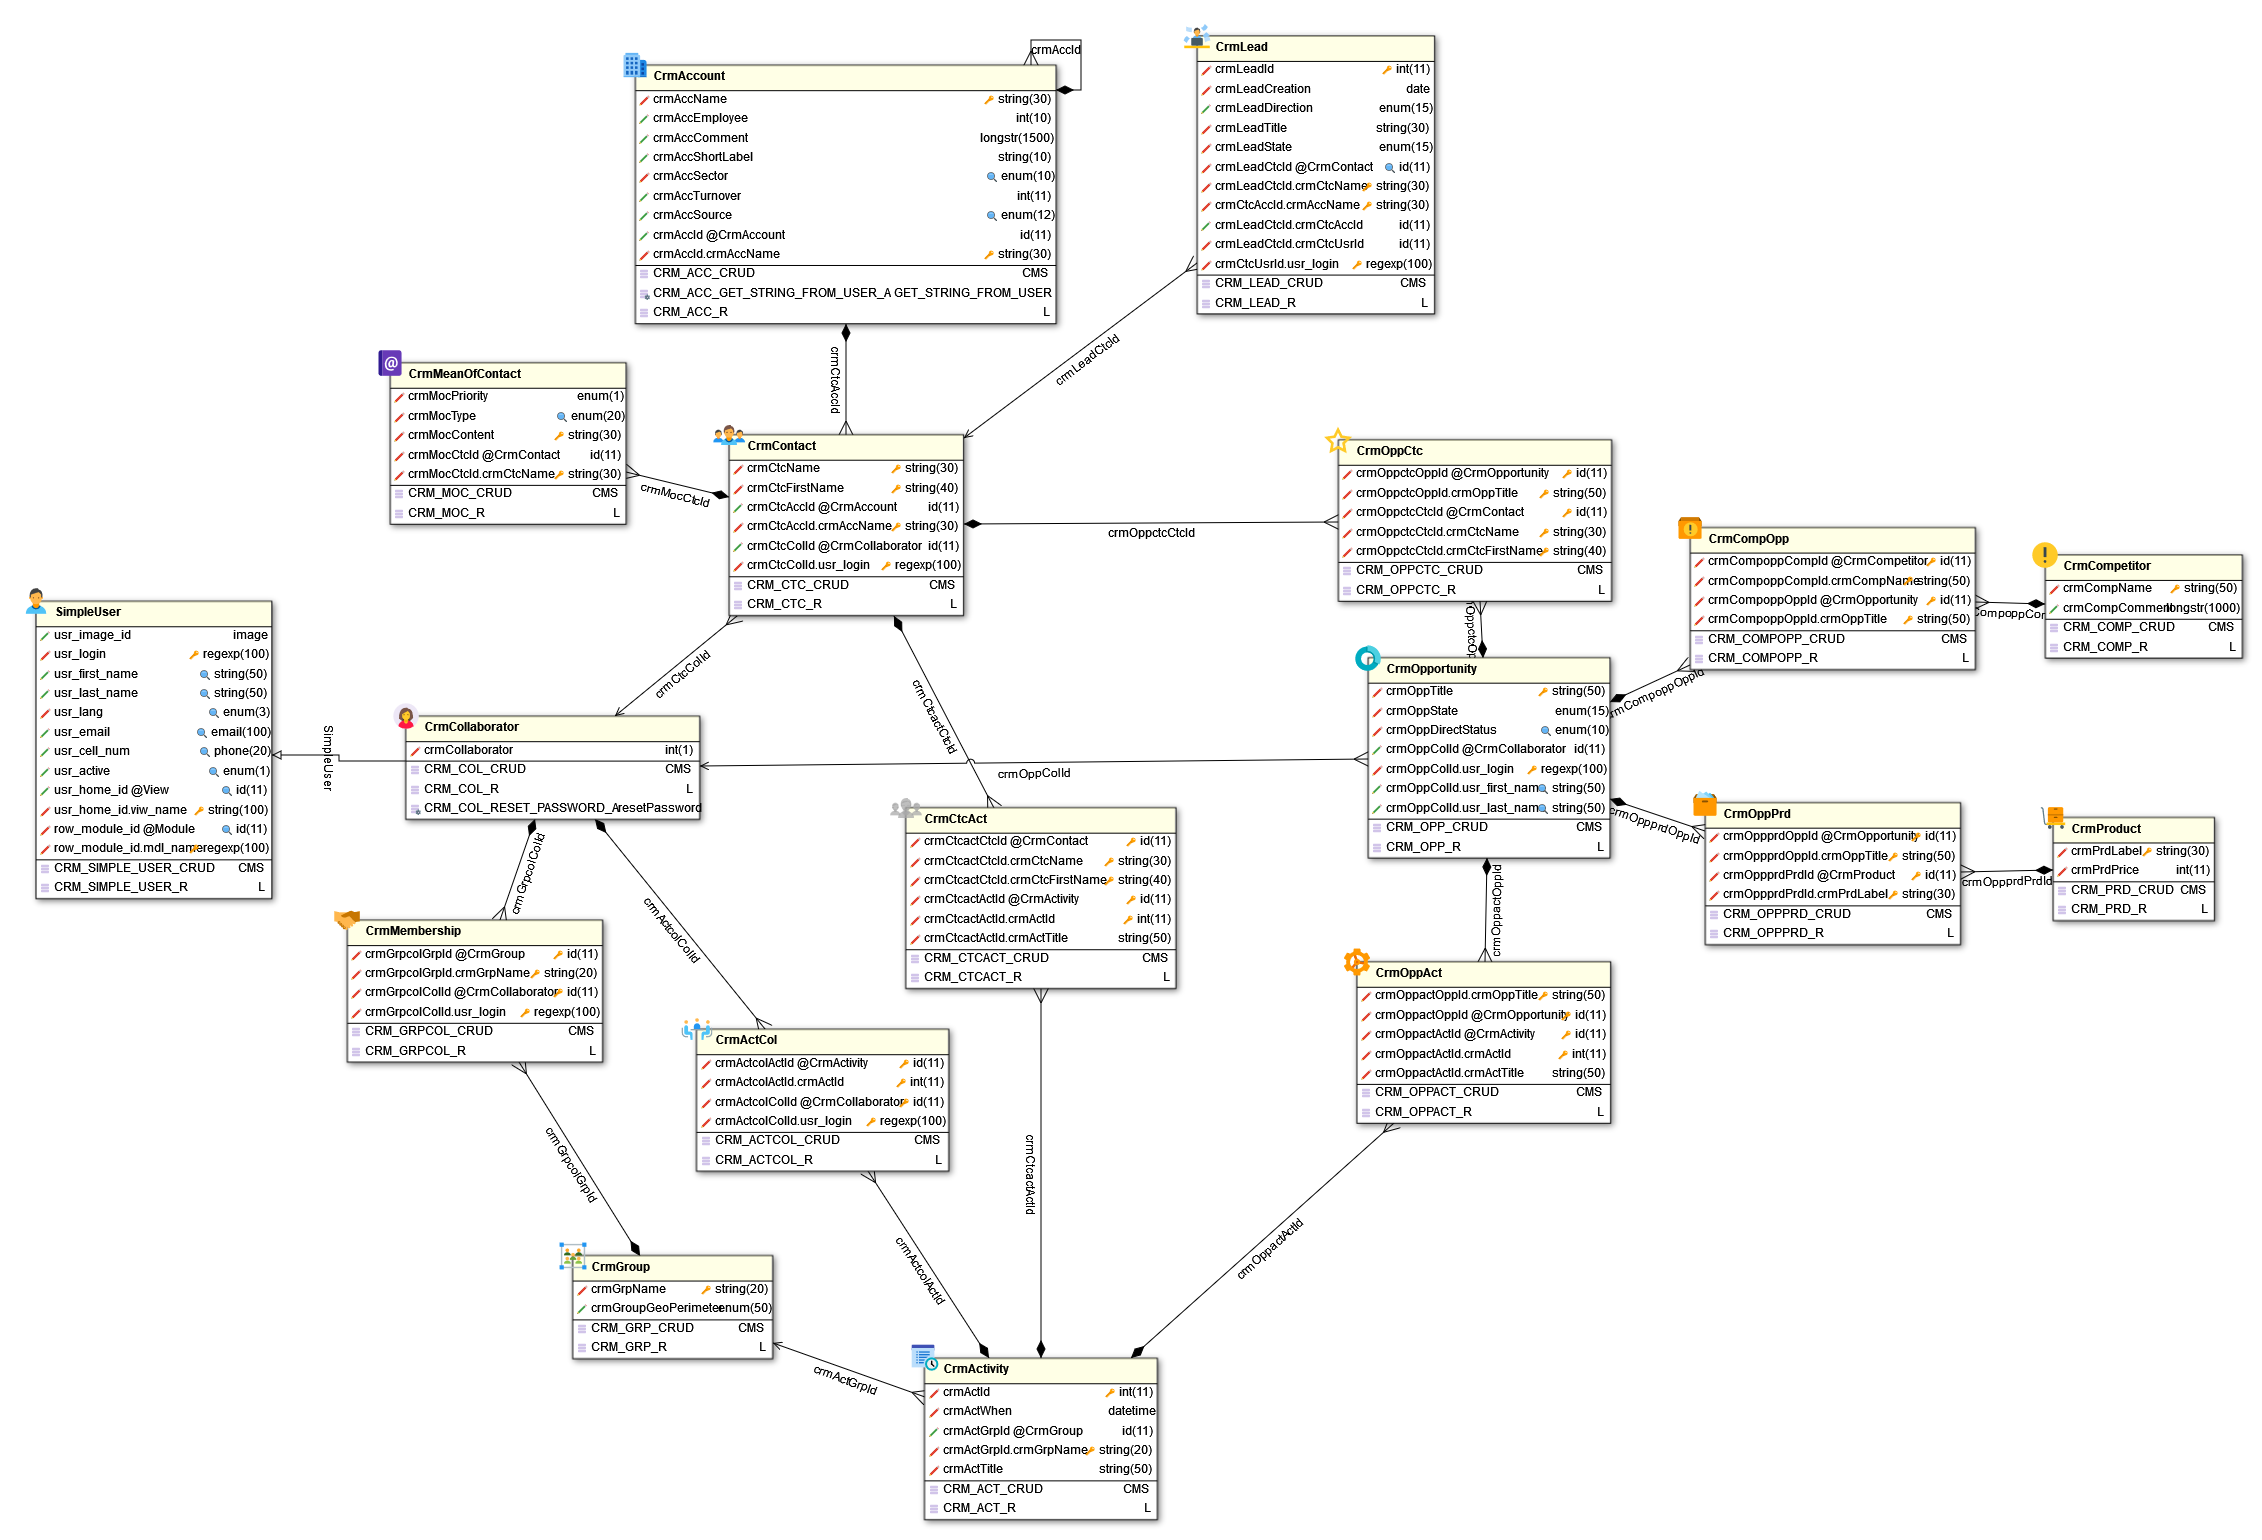 crmAccId
CrmAccount
crmAccName string(30)
crmAccEmployee int(10)
crmAccComment longstr(1500)
crmAccShortLabel string(10)
crmAccSector enum(10)
crmAccTurnover int(11)
crmAccSource enum(12)
crmAccId @CrmAccount id(11)
crmAccId.crmAccName string(30)
CRM_ACC_CRUD CMS
CRM_ACC_GET_STRING_FROM_USER_A GET_STRING_FROM_USER
CRM_ACC_R L
CrmLead
crmLeadId int(11)
crmLeadCreation date
crmLeadDirection enum(15)
crmLeadTitle string(30)
crmLeadState enum(15)
crmLeadCtcId @CrmContact id(11)
crmLeadCtcId.crmCtcName string(30)
crmCtcAccId.crmAccName string(30)
crmLeadCtcId.crmCtcAccId id(11)
crmLeadCtcId.crmCtcUsrId id(11)
crmCtcUsrId.usr_login regexp(100)
CRM_LEAD_CRUD CMS
CRM_LEAD_R L
crmCtcAccId
crmLeadCtcId
CrmMeanOfContact
crmMocPriority enum(1)
crmMocType enum(20)
crmMocContent string(30)
crmMocCtcId @CrmContact id(11)
crmMocCtcId.crmCtcName string(30)
CRM_MOC_CRUD CMS
CRM_MOC_R L
crmMocCtcId
CrmContact
crmCtcName string(30)
crmCtcFirstName string(40)
crmCtcAccId @CrmAccount id(11)
crmCtcAccId.crmAccName string(30)
crmCtcColId @CrmCollaborator id(11)
crmCtcColId.usr_login regexp(100)
CRM_CTC_CRUD CMS
CRM_CTC_R L
crmOppctcCtcId
CrmOppCtc
crmOppctcOppId @CrmOpportunity id(11)
crmOppctcOppId.crmOppTitle string(50)
crmOppctcCtcId @CrmContact id(11)
crmOppctcCtcId.crmCtcName string(30)
crmOppctcCtcId.crmCtcFirstName string(40)
CRM_OPPCTC_CRUD CMS
CRM_OPPCTC_R L
CrmCompOpp
crmCompoppCompId @CrmCompetitor id(11)
crmCompoppCompId.crmCompName string(50)
crmCompoppOppId @CrmOpportunity id(11)
crmCompoppOppId.crmOppTitle string(50)
CRM_COMPOPP_CRUD CMS
CRM_COMPOPP_R L
CrmCompetitor
crmCompName string(50)
crmCompComment longstr(1000)
CRM_COMP_CRUD CMS
CRM_COMP_R L
SimpleUser
usr_image_id image
usr_login regexp(100)
usr_first_name string(50)
usr_last_name string(50)
usr_lang enum(3)
usr_email email(100)
usr_cell_num phone(20)
usr_active enum(1)
usr_home_id @View id(11)
usr_home_id.viw_name string(100)
row_module_id @Module id(11)
row_module_id.mdl_name regexp(100)
CRM_SIMPLE_USER_CRUD CMS
CRM_SIMPLE_USER_R L
SimpleUser
crmCtcColId
CrmCollaborator
crmCollaborator int(1)
CRM_COL_CRUD CMS
CRM_COL_R L
CRM_COL_RESET_PASSWORD_A resetPassword
crmCtcactCtcId
crmOppColId
CrmOpportunity
crmOppTitle string(50)
crmOppState enum(15)
crmOppDirectStatus enum(10)
crmOppColId @CrmCollaborator id(11)
crmOppColId.usr_login regexp(100)
crmOppColId.usr_first_name string(50)
crmOppColId.usr_last_name string(50)
CRM_OPP_CRUD CMS
CRM_OPP_R L
crmCompoppOppId
crmOppprdOppId
CrmOppPrd
crmOppprdOppId @CrmOpportunity id(11)
crmOppprdOppId.crmOppTitle string(50)
crmOppprdPrdId @CrmProduct id(11)
crmOppprdPrdId.crmPrdLabel string(30)
CRM_OPPPRD_CRUD CMS
CRM_OPPPRD_R L
crmOppprdPrdId
CrmProduct
crmPrdLabel string(30)
crmPrdPrice int(11)
CRM_PRD_CRUD CMS
CRM_PRD_R L
CrmCtcAct
crmCtcactCtcId @CrmContact id(11)
crmCtcactCtcId.crmCtcName string(30)
crmCtcactCtcId.crmCtcFirstName string(40)
crmCtcactActId @CrmActivity id(11)
crmCtcactActId.crmActId int(11)
crmCtcactActId.crmActTitle string(50)
CRM_CTCACT_CRUD CMS
CRM_CTCACT_R L
crmGrpcolColId
crmActcolColId
crmOppactOppId
CrmMembership
crmGrpcolGrpId @CrmGroup id(11)
crmGrpcolGrpId.crmGrpName string(20)
crmGrpcolColId @CrmCollaborator id(11)
crmGrpcolColId.usr_login regexp(100)
CRM_GRPCOL_CRUD CMS
CRM_GRPCOL_R L
CrmOppAct
crmOppactOppId.crmOppTitle string(50)
crmOppactOppId @CrmOpportunity id(11)
crmOppactActId @CrmActivity id(11)
crmOppactActId.crmActId int(11)
crmOppactActId.crmActTitle string(50)
CRM_OPPACT_CRUD CMS
CRM_OPPACT_R L
CrmActCol
crmActcolActId @CrmActivity id(11)
crmActcolActId.crmActId int(11)
crmActcolColId @CrmCollaborator id(11)
crmActcolColId.usr_login regexp(100)
CRM_ACTCOL_CRUD CMS
CRM_ACTCOL_R L
crmGrpcolGrpId
crmCtcactActId
crmActcolActId
crmOppactActId
CrmGroup
crmGrpName string(20)
crmGroupGeoPerimeter enum(50)
CRM_GRP_CRUD CMS
CRM_GRP_R L
crmActGrpId
CrmActivity
crmActId int(11)
crmActWhen datetime
crmActGrpId @CrmGroup id(11)
crmActGrpId.crmGrpName string(20)
crmActTitle string(50)
CRM_ACT_CRUD CMS
CRM_ACT_R L